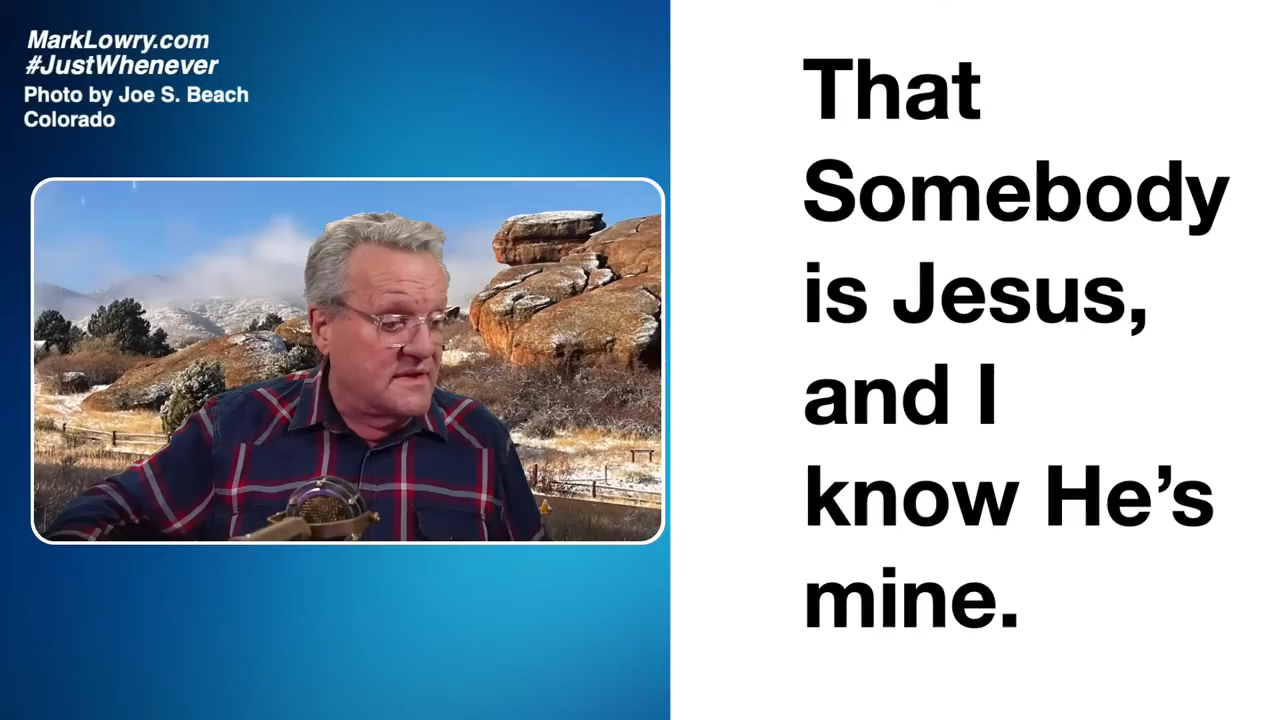 MarkLowry.com
#JustWhenever
Photo by Joe S. Beach
Colorado
That
Somebody
is Jesus,
and I
know He’s
mine.